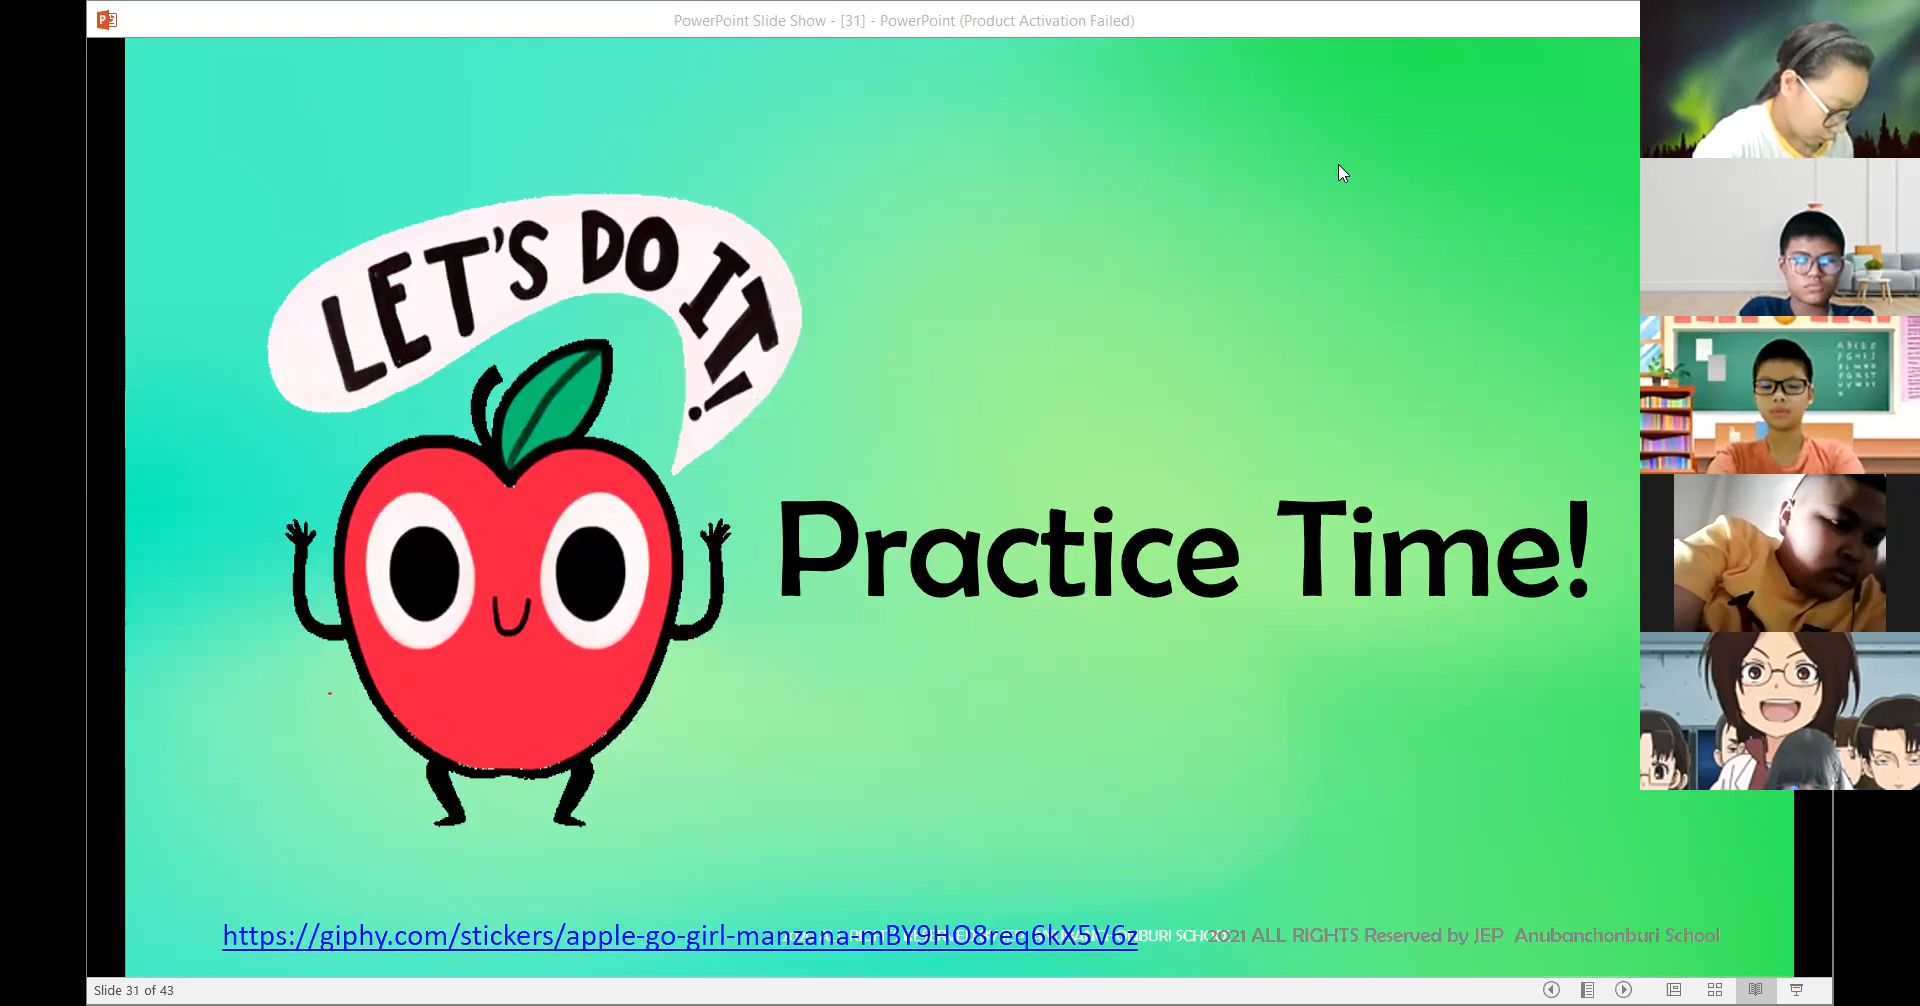 PowerPoint Slide Show - [31] - PowerPoint (Product Activation Failed)
LET'S DO IT!
Practice Time!
https://giphy.com/stickers/apple-go-girl-manzana-mBY9HO8req6kX5V6z
2021 ALL RIGHTS Reserved by JEP Anubanchonburi School
Slide 31 of 43